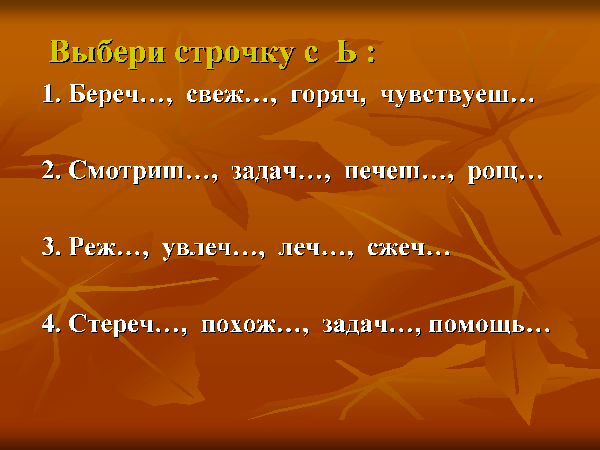 Выбери строчку с Ь :
1. Береч…, свеж…, горяч, чувствуеш…
2. Смотриш…, задач…, печеш…, рощ…
3. Реж…, увлеч…, леч…, сжеч…
4. Стереч…, похож…, задач…, помощь…